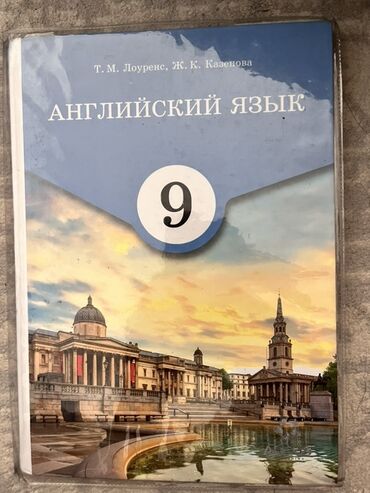 Т. М. Лоуренс, Ж. К. Казенова
АНГЛИЙСКИЙ ЯЗЫК
9